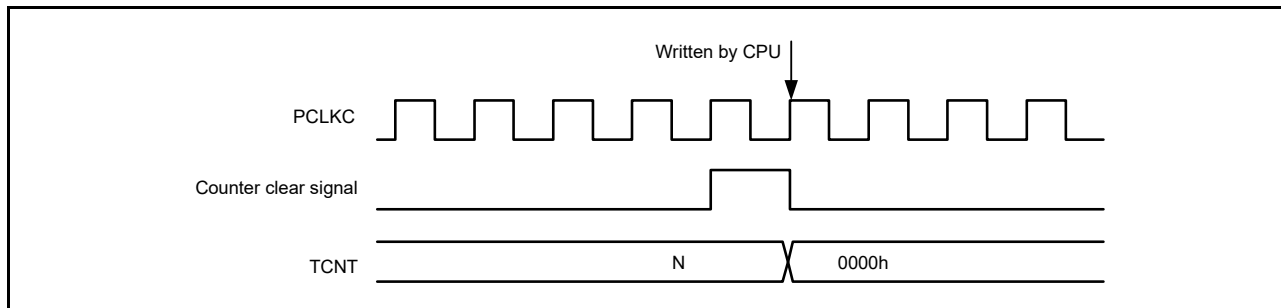 Written by CPU
PCLKC
Counter clear signal
TCNT
N
0000h